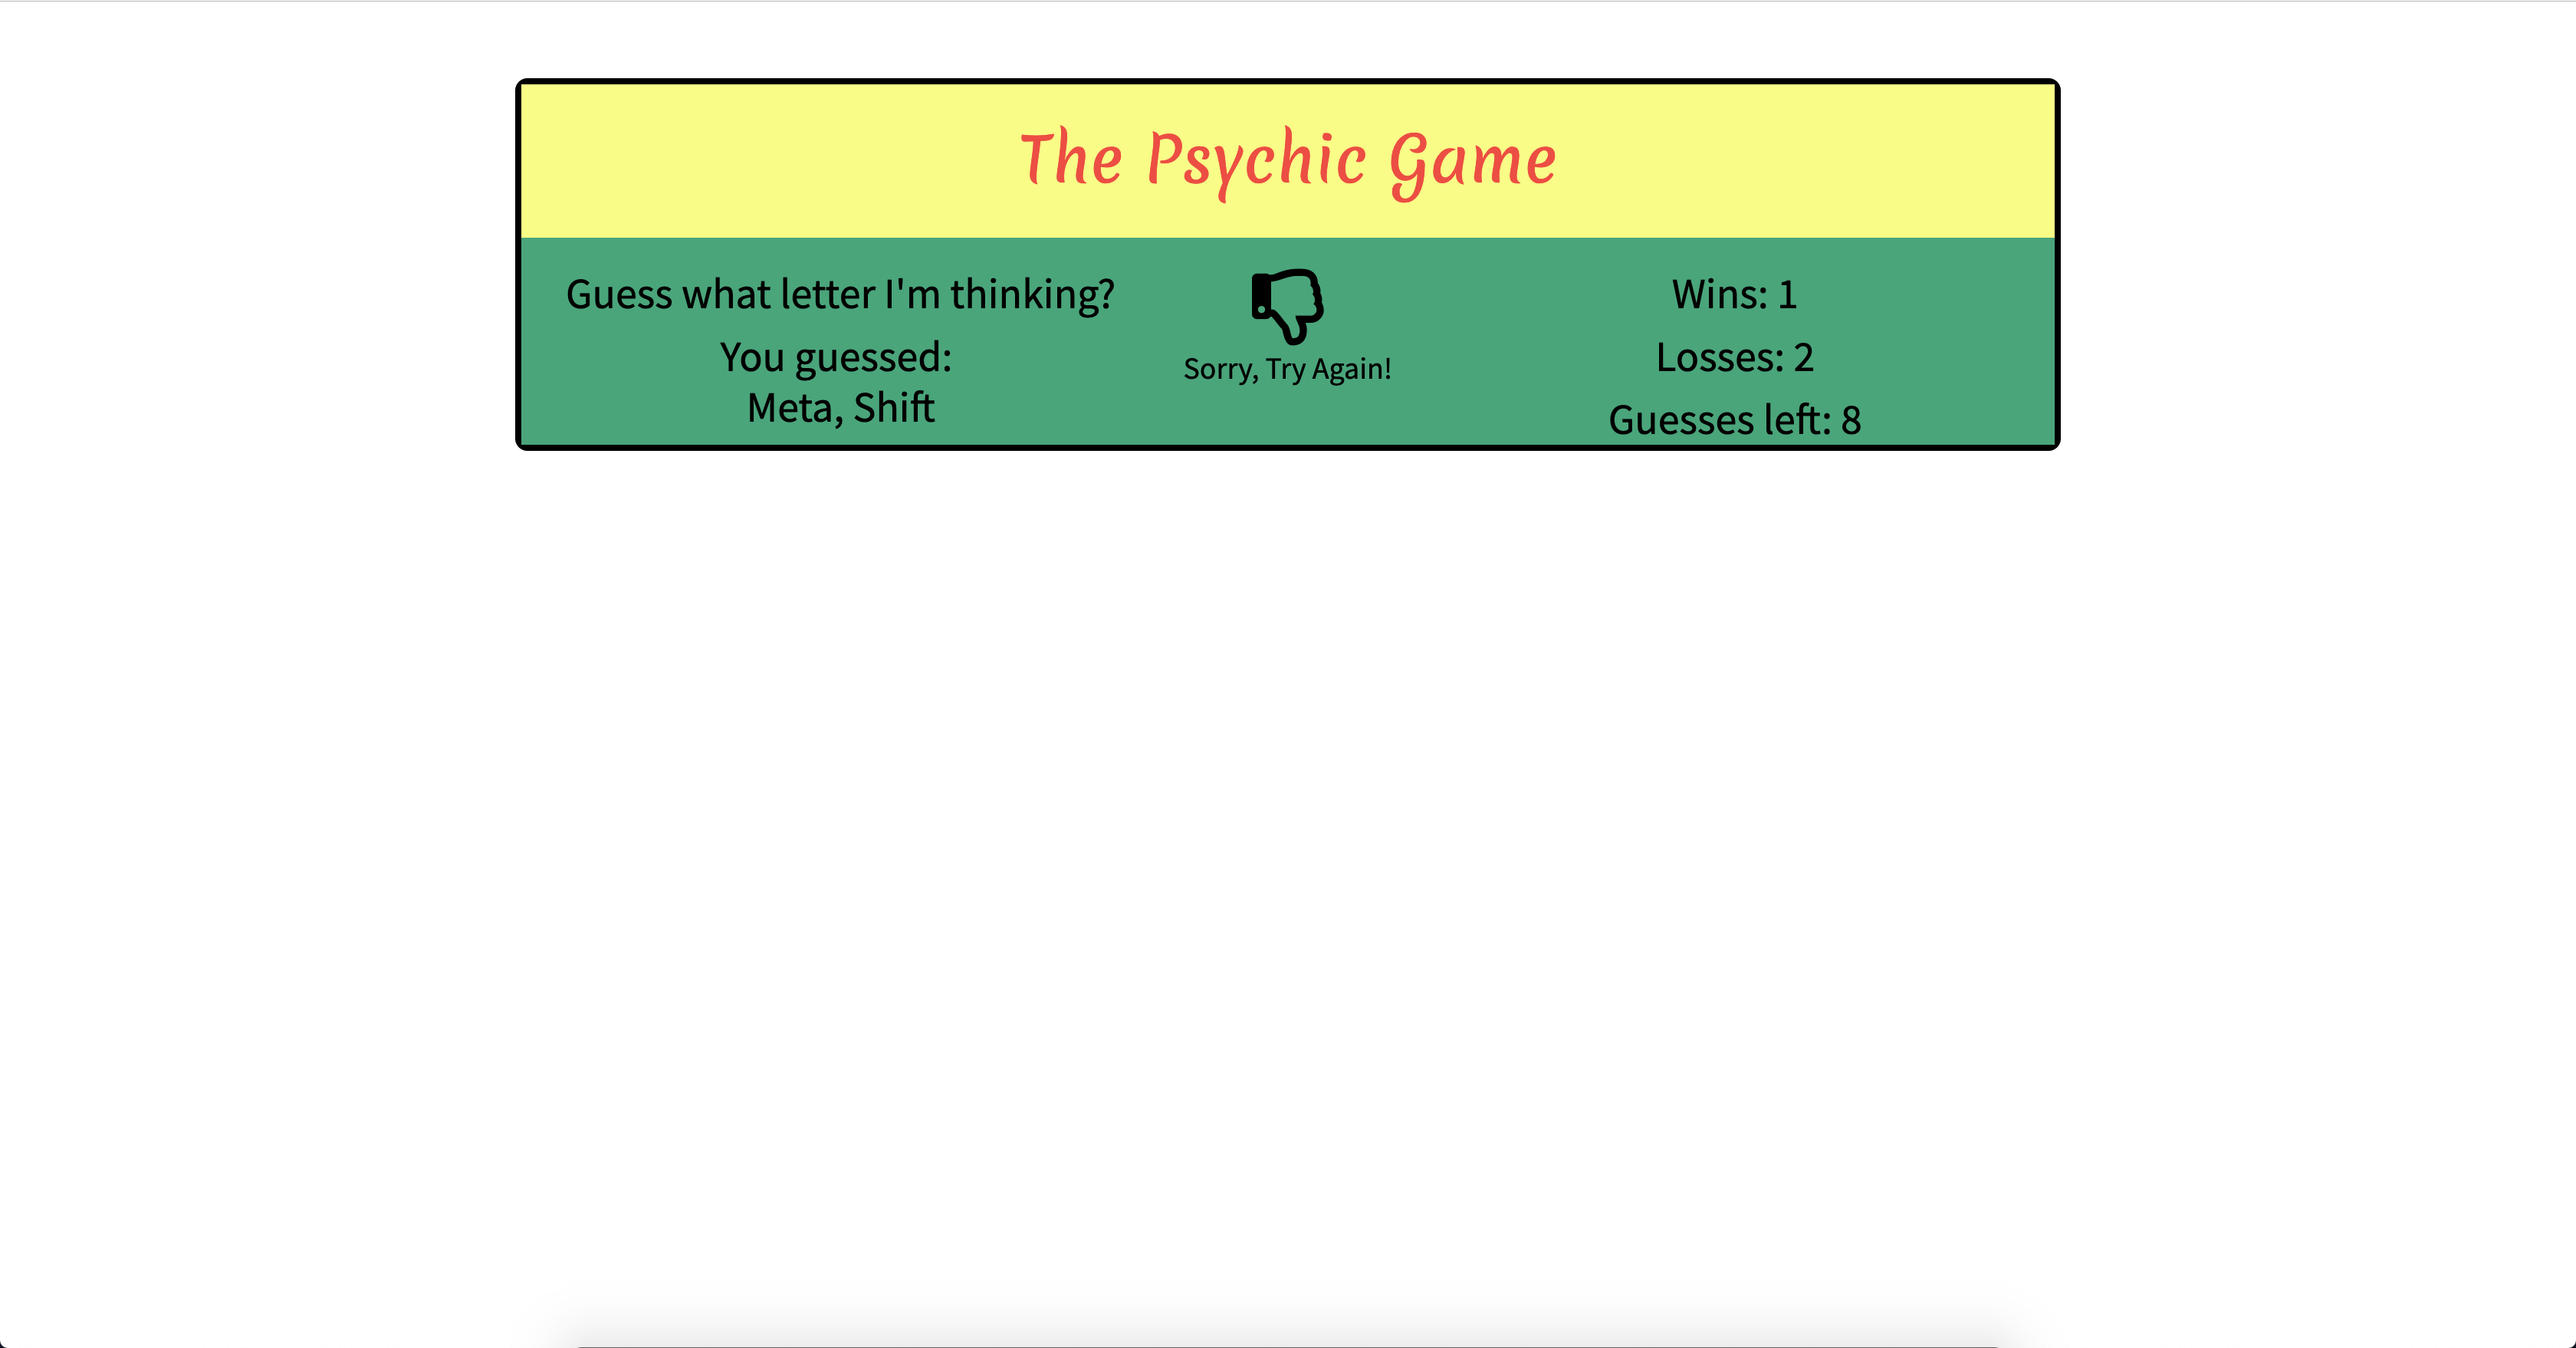 The Psychic Game
Guess what letter I'm thinking?
You guessed:
Meta, Shift
Sorry, Try Again!
Wins: 1
Losses: 2
Guesses left: 8